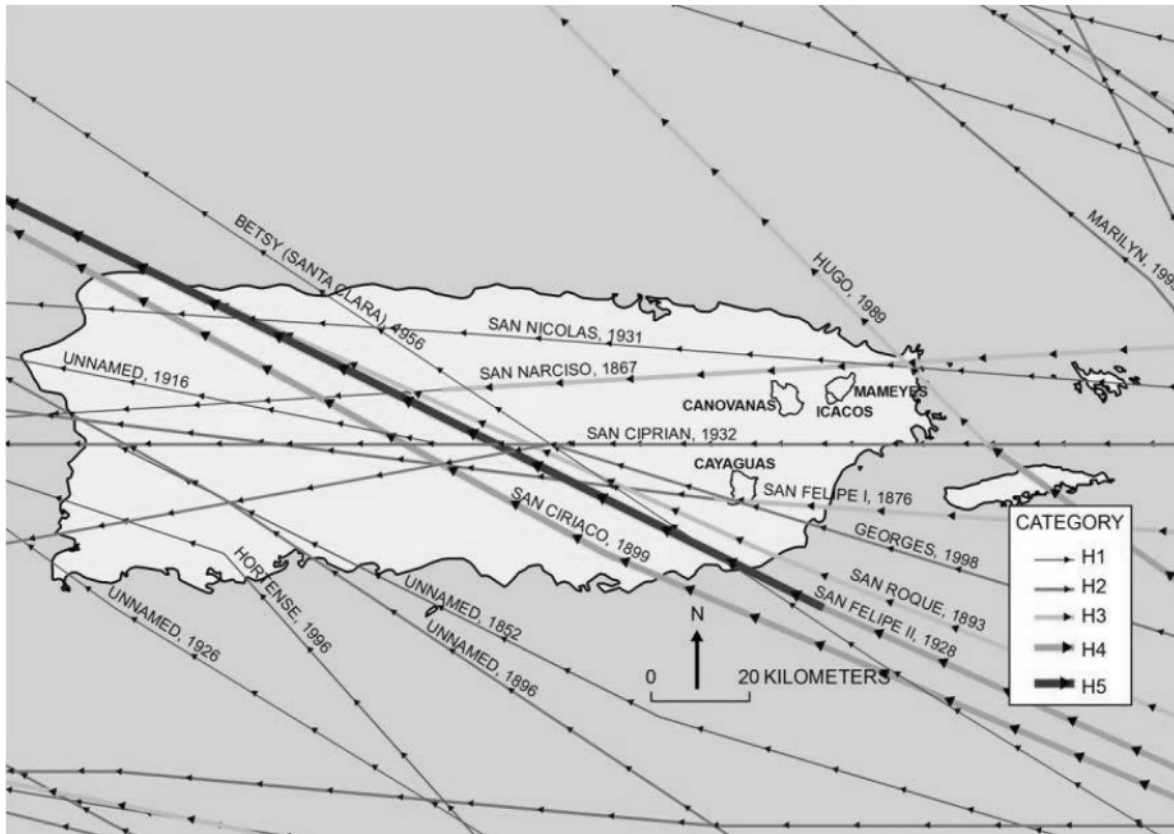 MARILYN, 1995
HUGO, 1989
BETSY (SANTA CLARA), 4956
SAN NICOLAS, 1931
UNNAMED, 1916
SAN NARCISO, 1867
MAMEYES
CANOVANAS
ICACOS
SAN CIPRIAN, 1932
CAYAGUAS
SAN FELIPE I, 1876
SAN CIRIACO, 1899
GEORGES, 1998
HORTENSE, 1996
SAN ROQUE, 1893
UNNAMED, 1926
UNNAMED, 1852
UNNAMED, 1896
SAN FELIPE II, 1928
N
0 20 KILOMETERS
CATEGORY
H1
H2
H3
H4
H5